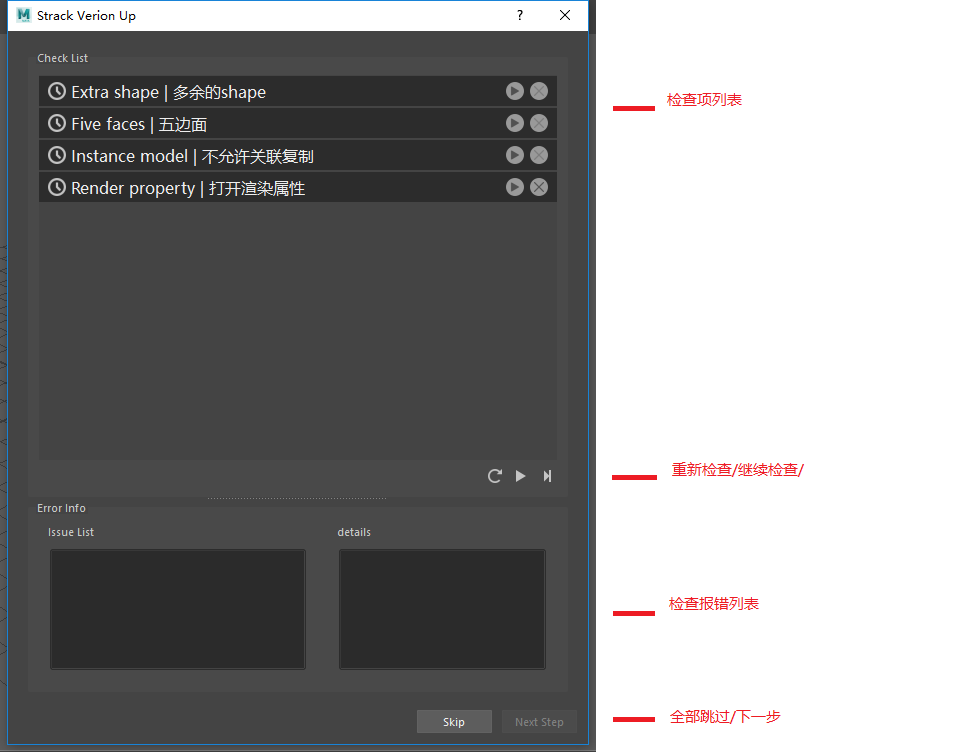 Strack Verion Up
Check List
Extra shape | 多余的shape
检查项列表
Five faces | 五边面
Instance model | 不允许关联复制
Render property | 打开渲染属性
重新检查/继续检查/
Error Info
Issue List
details
检查报错列表
Skip
Next Step
全部跳过/下一步